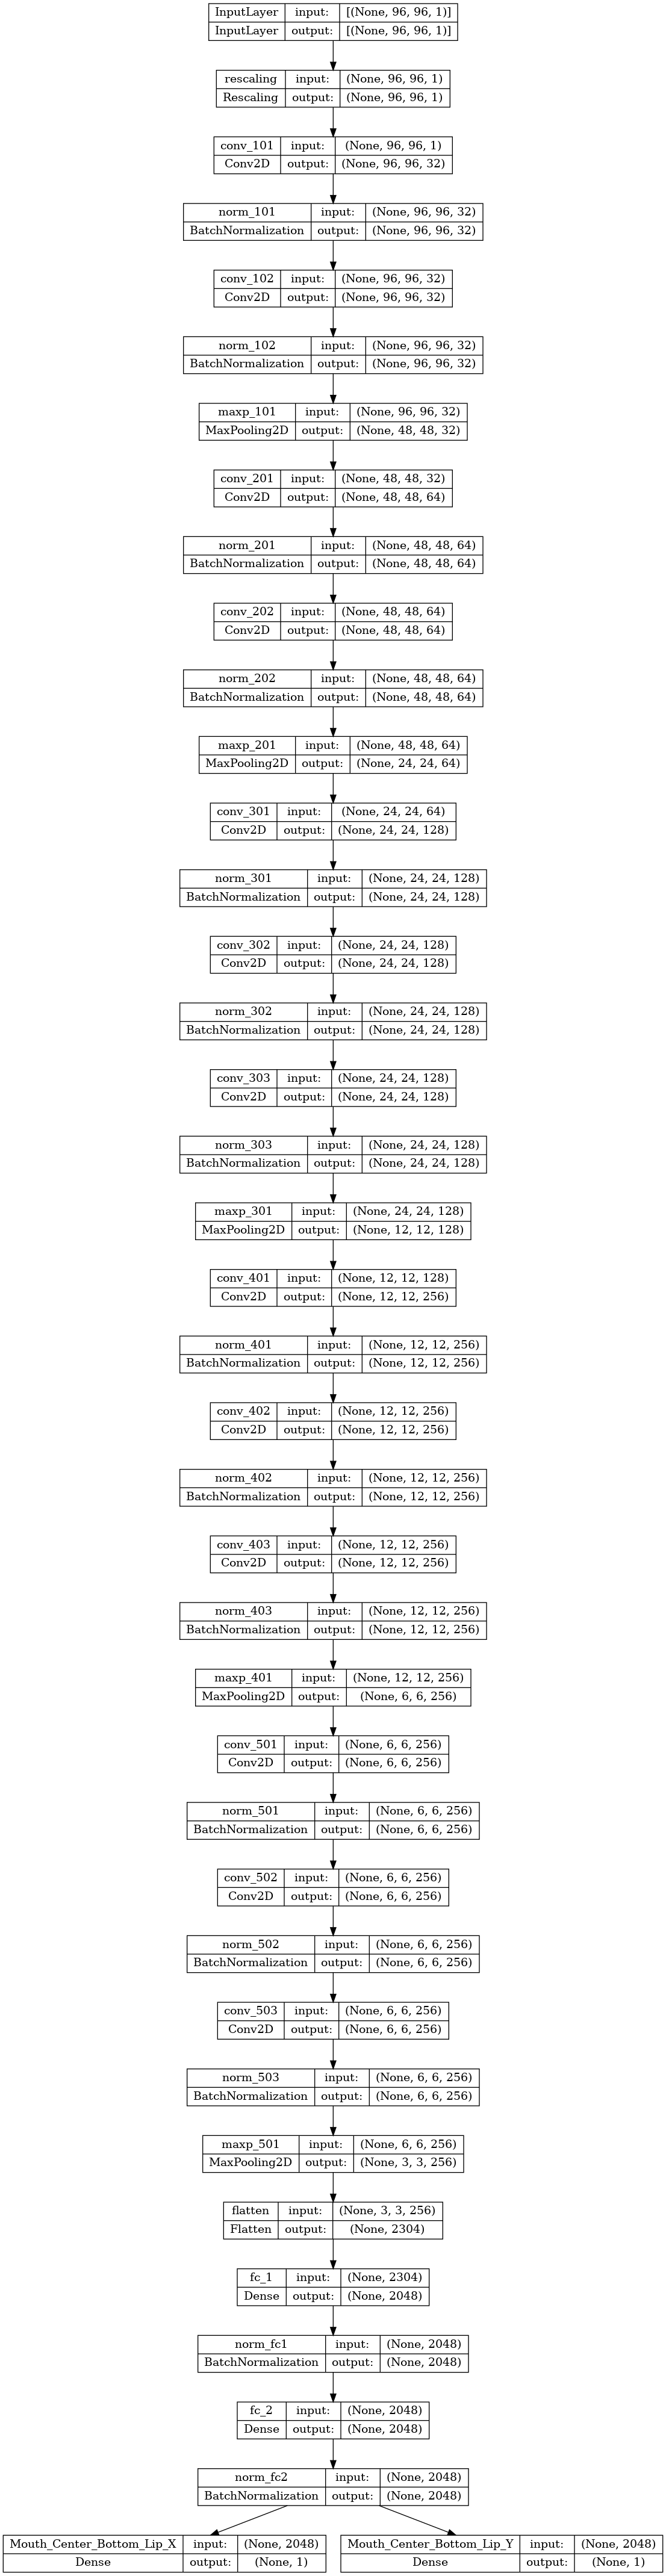 InputLayer input: [(None, 96, 96, 1)]
InputLayer output: [(None, 96, 96, 1)]
rescaling input: (None, 96, 96, 1)
Rescaling output: (None, 96, 96, 1)
conv_101 input: (None, 96, 96, 1)
Conv2D output: (None, 96, 96, 32)
norm_101 input: (None, 96, 96, 32)
BatchNormalization output: (None, 96, 96, 32)
conv_102 input: (None, 96, 96, 32)
Conv2D output: (None, 96, 96, 32)
norm_102 input: (None, 96, 96, 32)
BatchNormalization output: (None, 96, 96, 32)
maxp_101 input: (None, 96, 96, 32)
MaxPooling2D output: (None, 48, 48, 32)
conv_201 input: (None, 48, 48, 32)
Conv2D output: (None, 48, 48, 64)
norm_201 input: (None, 48, 48, 64)
BatchNormalization output: (None, 48, 48, 64)
conv_202 input: (None, 48, 48, 64)
Conv2D output: (None, 48, 48, 64)
norm_202 input: (None, 48, 48, 64)
BatchNormalization output: (None, 48, 48, 64)
maxp_201 input: (None, 48, 48, 64)
MaxPooling2D output: (None, 24, 24, 64)
conv_301 input: (None, 24, 24, 64)
Conv2D output: (None, 24, 24, 128)
norm_301 input: (None, 24, 24, 128)
BatchNormalization output: (None, 24, 24, 128)
conv_302 input: (None, 24, 24, 128)
Conv2D output: (None, 24, 24, 128)
norm_302 input: (None, 24, 24, 128)
BatchNormalization output: (None, 24, 24, 128)
conv_303 input: (None, 24, 24, 128)
Conv2D output: (None, 24, 24, 128)
norm_303 input: (None, 24, 24, 128)
BatchNormalization output: (None, 24, 24, 128)
maxp_301 input: (None, 24, 24, 128)
MaxPooling2D output: (None, 12, 12, 128)
conv_401 input: (None, 12, 12, 128)
Conv2D output: (None, 12, 12, 256)
norm_401 input: (None, 12, 12, 256)
BatchNormalization output: (None, 12, 12, 256)
conv_402 input: (None, 12, 12, 256)
Conv2D output: (None, 12, 12, 256)
norm_402 input: (None, 12, 12, 256)
BatchNormalization output: (None, 12, 12, 256)
conv_403 input: (None, 12, 12, 256)
Conv2D output: (None, 12, 12, 256)
norm_403 input: (None, 12, 12, 256)
BatchNormalization output: (None, 12, 12, 256)
maxp_401 input: (None, 12, 12, 256)
MaxPooling2D output: (None, 6, 6, 256)
conv_501 input: (None, 6, 6, 256)
Conv2D output: (None, 6, 6, 256)
norm_501 input: (None, 6, 6, 256)
BatchNormalization output: (None, 6, 6, 256)
conv_502 input: (None, 6, 6, 256)
Conv2D output: (None, 6, 6, 256)
norm_502 input: (None, 6, 6, 256)
BatchNormalization output: (None, 6, 6, 256)
conv_503 input: (None, 6, 6, 256)
Conv2D output: (None, 6, 6, 256)
norm_503 input: (None, 6, 6, 256)
BatchNormalization output: (None, 6, 6, 256)
maxp_501 input: (None, 6, 6, 256)
MaxPooling2D output: (None, 3, 3, 256)
flatten input: (None, 3, 3, 256)
Flatten output: (None, 2304)
fc_1 input: (None, 2304)
Dense output: (None, 2048)
norm_fc1 input: (None, 2048)
BatchNormalization output: (None, 2048)
fc_2 input: (None, 2048)
Dense output: (None, 2048)
norm_fc2 input: (None, 2048)
BatchNormalization output: (None, 2048)
Mouth_Center_Bottom_Lip_X input: (None, 2048)
Dense output: (None, 1)
Mouth_Center_Bottom_Lip_Y input: (None, 2048)
Dense output: (None, 1)